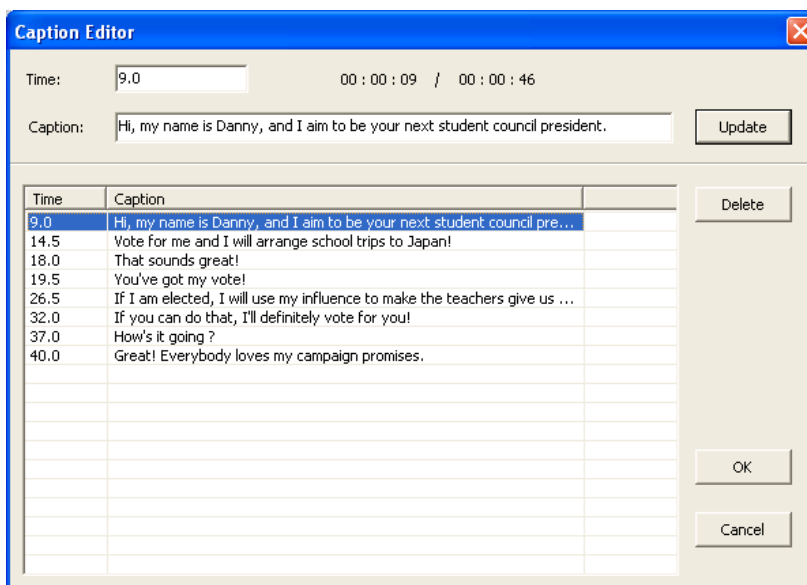 Caption Editor
Time: 9.0 00 : 00 : 09 / 00 : 00 : 46
Caption: Hi, my name is Danny, and I aim to be your next student council president. Update
Time Caption Delete
9.0 Hi, my name is Danny, and I aim to be your next student council pre...
14.5 Vote for me and I will arrange school trips to Japan!
18.0 That sounds great!
19.5 You've got my vote!
26.5 If I am elected, I will use my influence to make the teachers give us ...
32.0 If you can do that, I'll definitely vote for you!
37.0 How's it going ?
40.0 Great! Everybody loves my campaign promises.
OK
Cancel